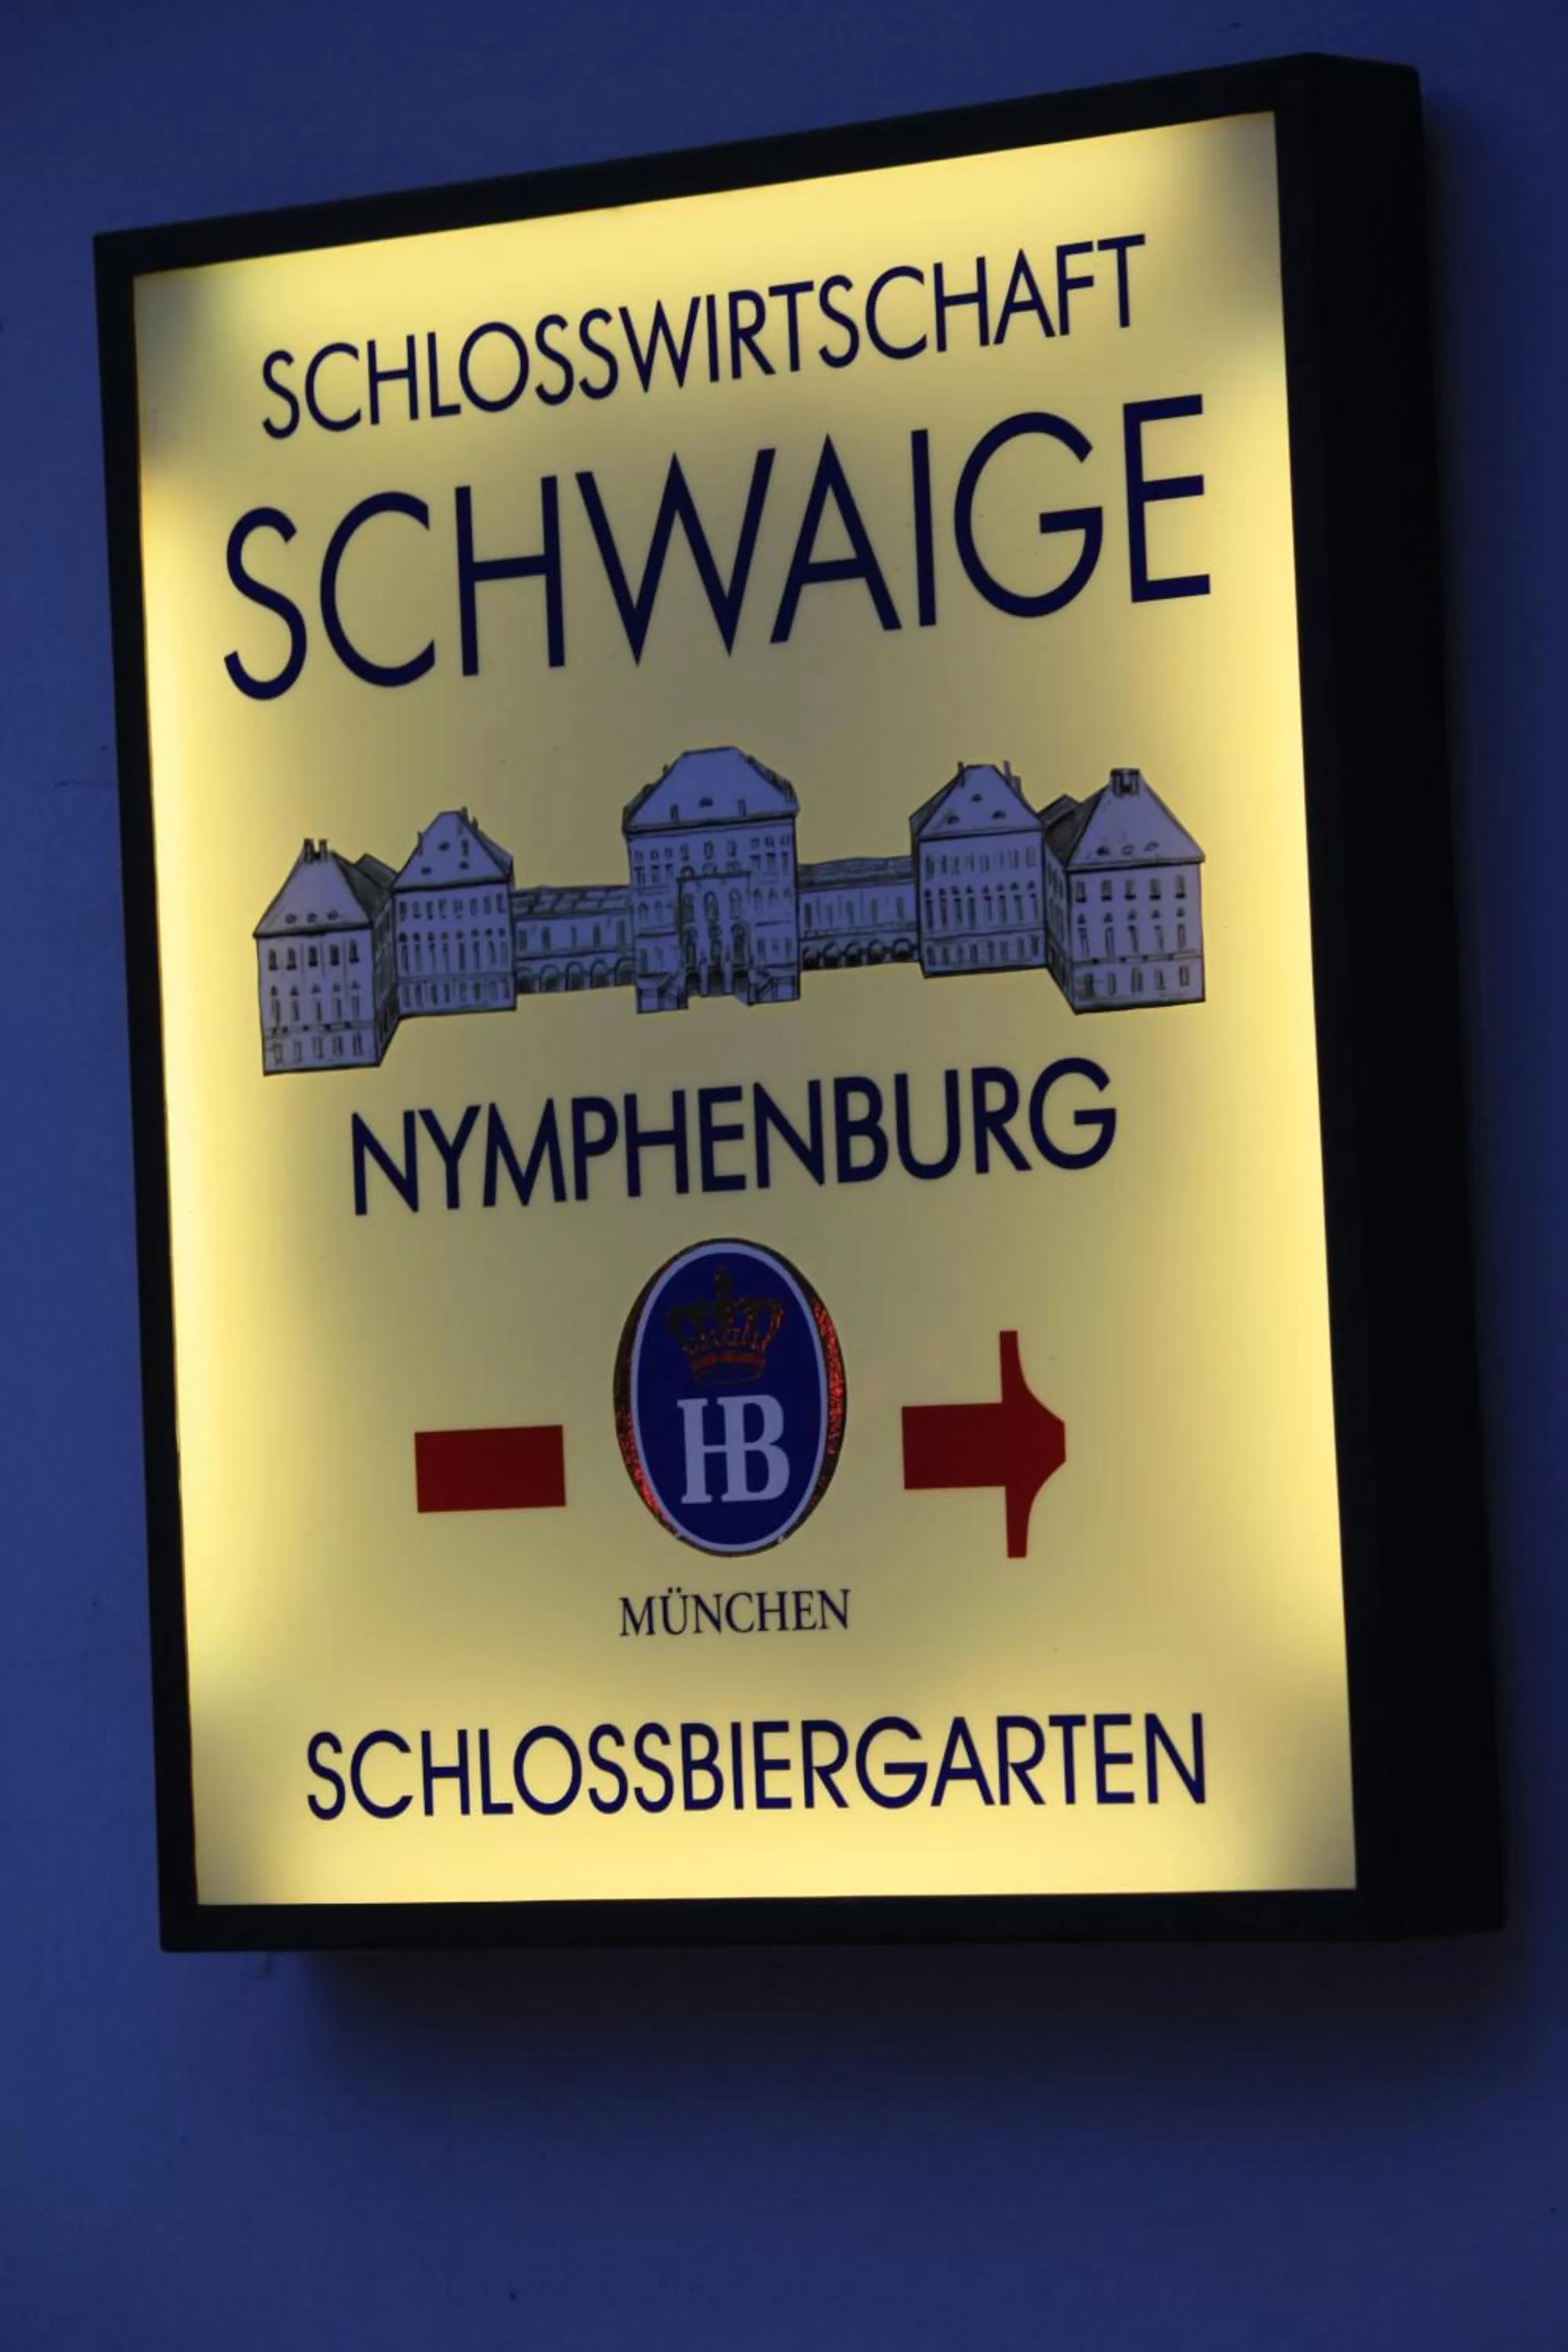 SCHLOSSWIRTSCHAFT
SCHWAIGE
NYMPHENBURG
HB
MÜNCHEN
SCHLOSSBIERGARTEN